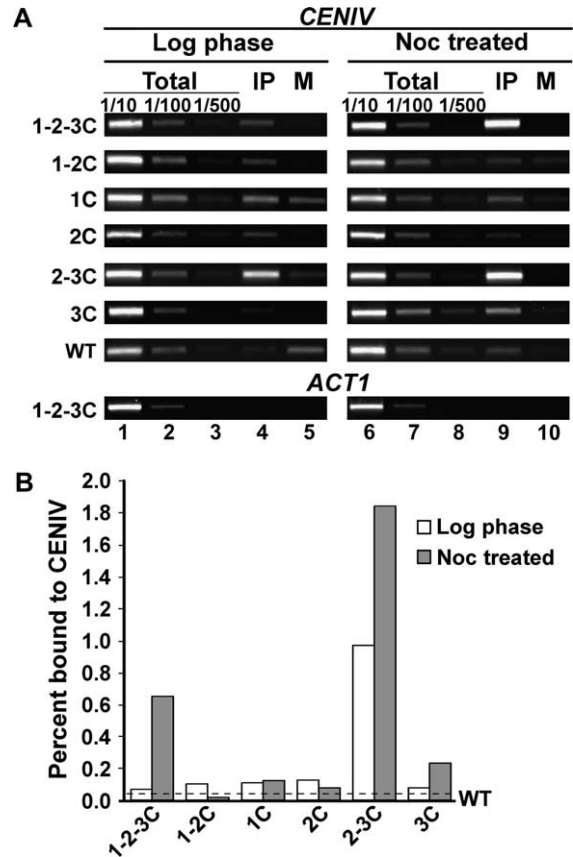 A
CENIV
Log phase Noc treated
Total IP M Total IP M
1/10 1/100 1/500 1/10 1/100 1/500
1-2-3C
1-2C
1C
2C
2-3C
3C
WT
ACT1
1-2-3C
1 2 3 4 5 6 7 8 9 10
B
Percent bound to CENIV
2.0
1.8
1.6
1.4
1.2
1.0
0.8
0.6
0.4
0.2
0.0
Log phase
Noc treated
WT
1-2-3C 1-2C 1C 2C 2-3C 3C